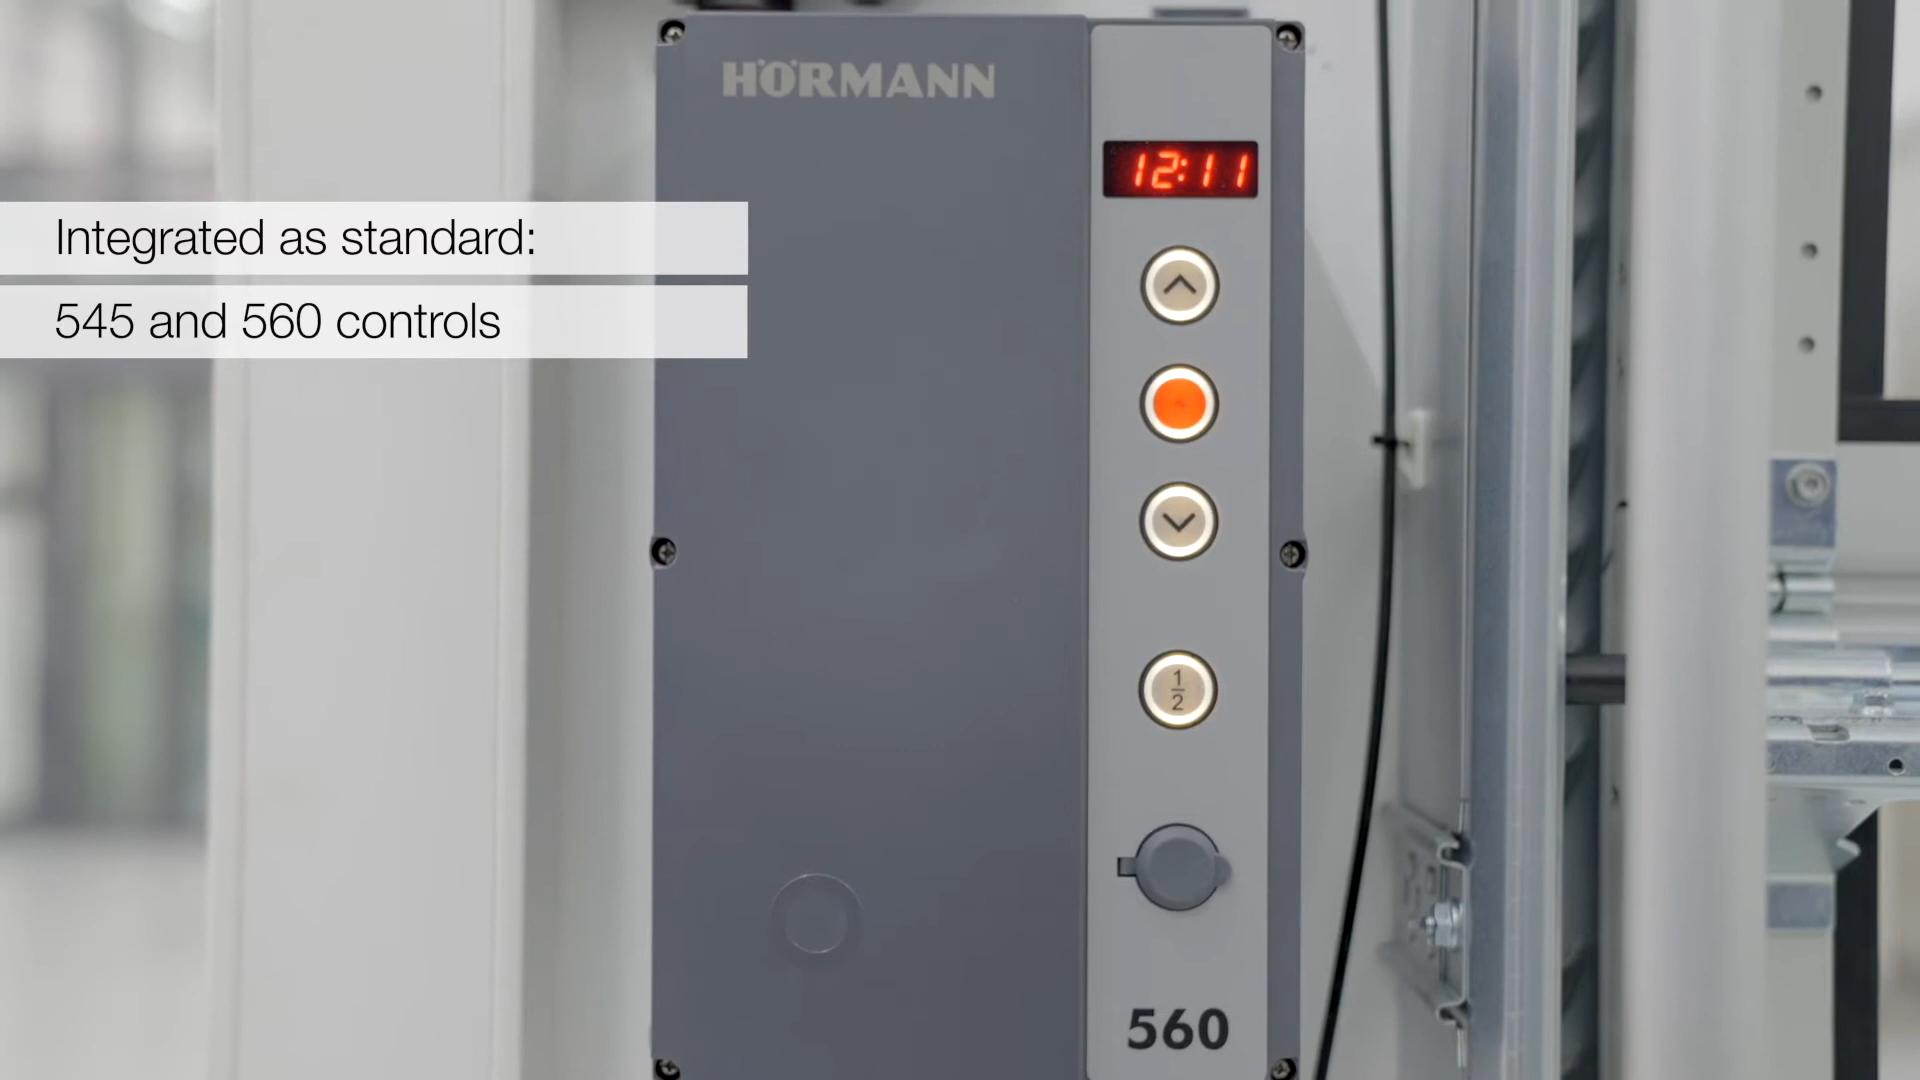 HÖRMANN
12:11
Integrated as standard:
545 and 560 controls
1/2
560